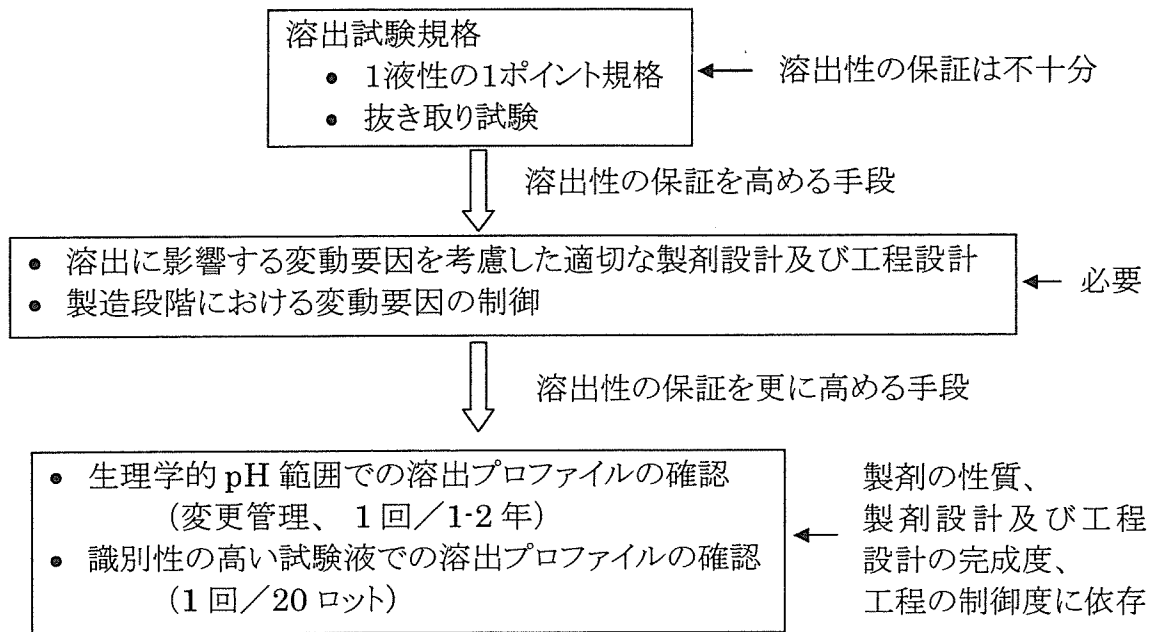 溶出試験規格
• 1液性の1ポイント規格
• 抜き取り試験
溶出性の保証は不十分
溶出性の保証を高める手段
• 溶出に影響する変動要因を考慮した適切な製剤設計及び工程設計
• 製造段階における変動要因の制御
必要
溶出性の保証を更に高める手段
• 生理学的 pH 範囲での溶出プロファイルの確認
(変更管理、 1回/1-2年)
• 識別性の高い試験液での溶出プロファイルの確認
(1回/20ロット)
製剤の性質、
製剤設計及び工程
設計の完成度、
工程の制御度に依存